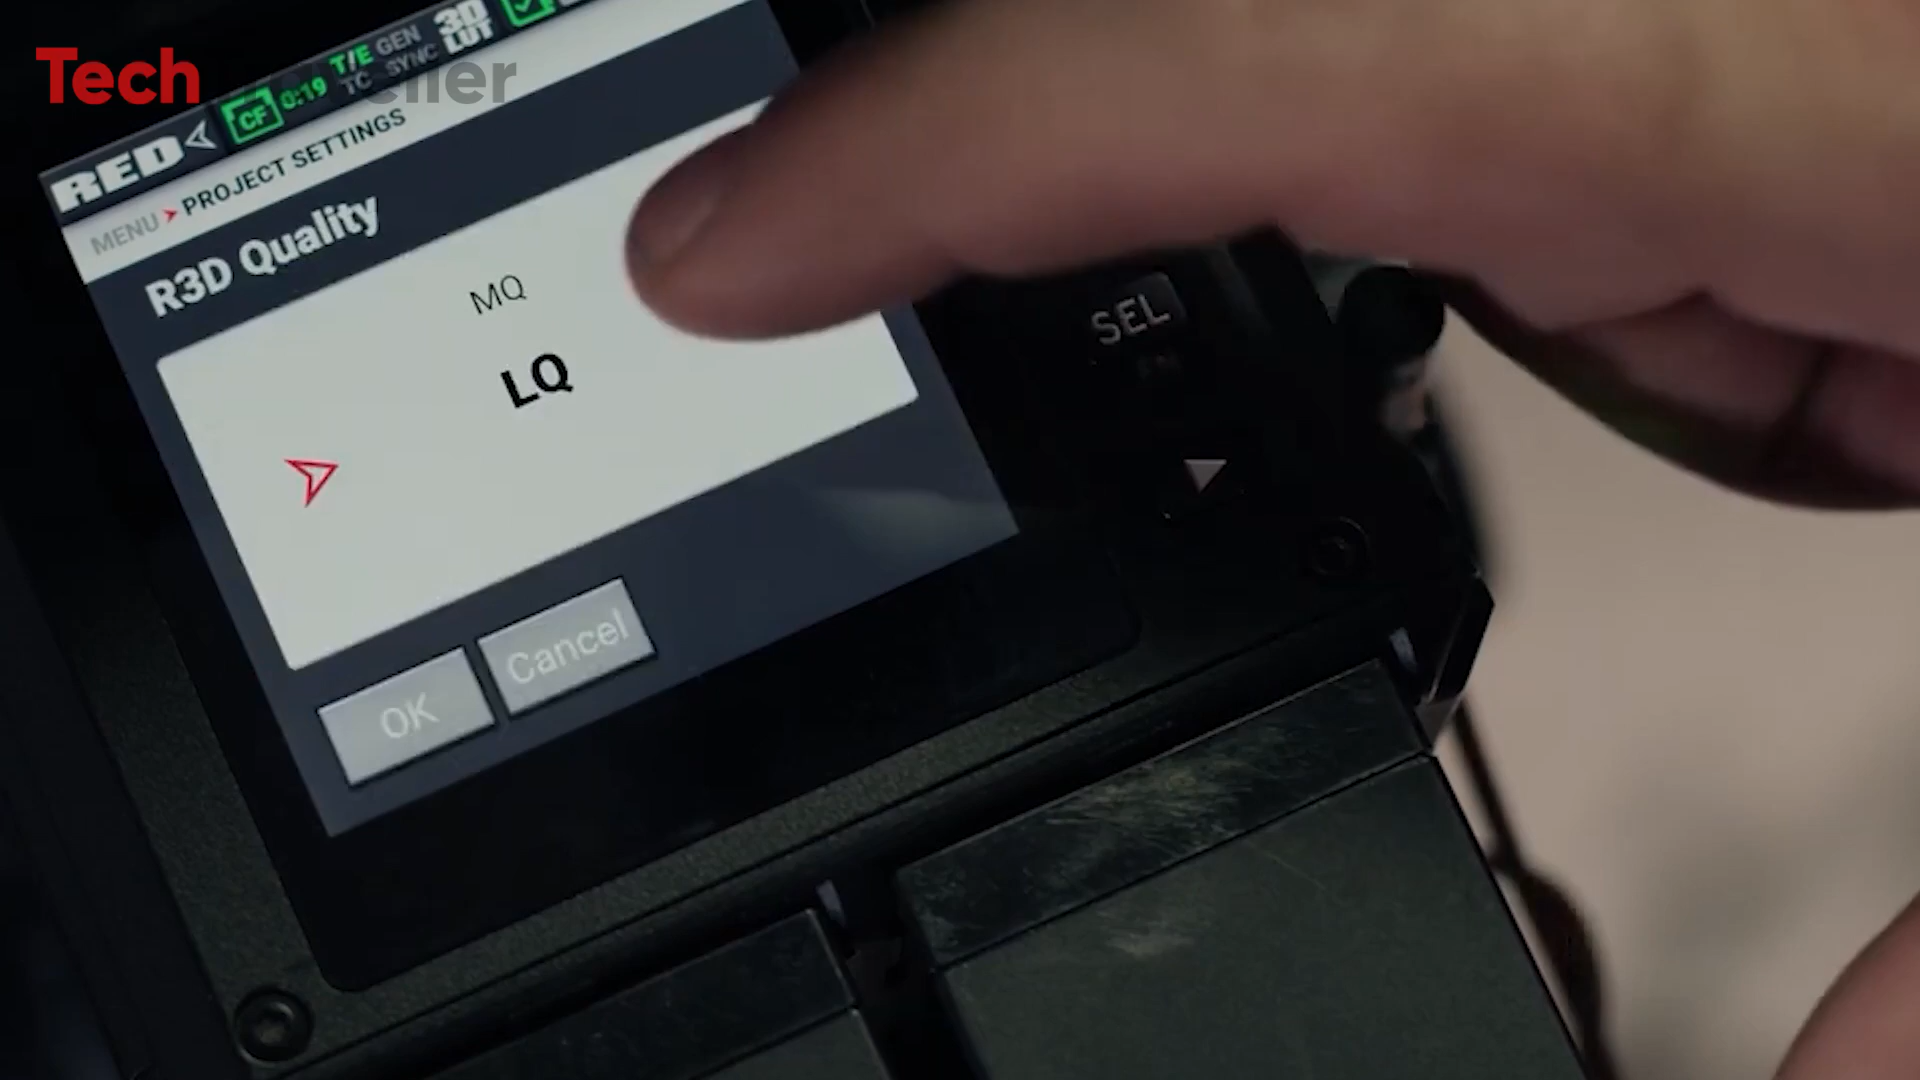 Tech
RED
CF
0:19
T/E GEN
TC SYNC
3D
LUT
MENU > PROJECT SETTINGS
R3D Quality
MQ
LQ
OK
Cancel
SEL